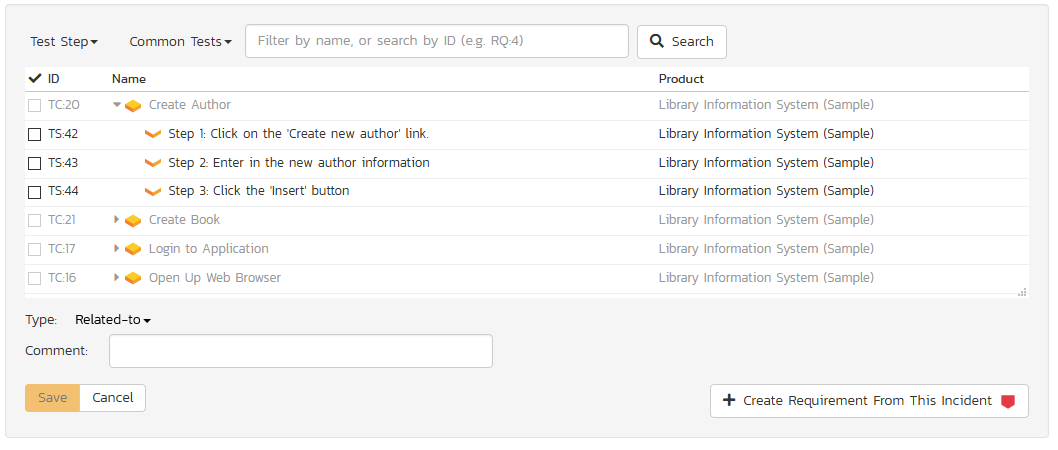 Test Step Common Tests Filter by name, or search by ID (e.g. RQ:4) Search
ID Name Product
TC:20 Create Author Library Information System (Sample)
TS:42 Step 1: Click on the 'Create new author' link. Library Information System (Sample)
TS:43 Step 2: Enter in the new author information Library Information System (Sample)
TS:44 Step 3: Click the 'Insert' button Library Information System (Sample)
TC:21 Create Book Library Information System (Sample)
TC:17 Login to Application Library Information System (Sample)
TC:16 Open Up Web Browser Library Information System (Sample)
Type: Related-to
Comment:
Save Cancel Create Requirement From This Incident